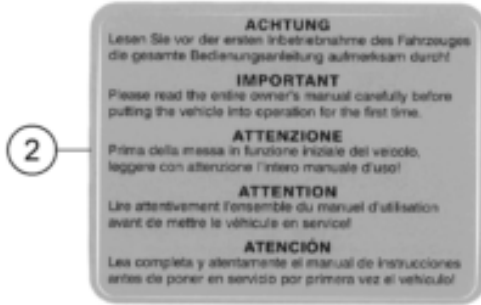 ACHTUNG
Lesen Sie vor der ersten Inbetriebnahme des Fahrzeuges
die gesamte Bedienungsanleitung aufmerksam durch!
IMPORTANT
Please read the entire owner's manual carefully before
putting the vehicle into operation for the first time.
ATTENZIONE
Prima della messa in funzione iniziale del veicolo,
leggere con attenzione l'intero manuale d'uso!
ATTENTION
Lire attentivement l'ensemble du manuel d'utilisation
avant de mettre le véhicule en service!
ATENCIÓN
Lea completa y atentamente el manual de instrucciones
antes de poner en servicio por primera vez el vehículo!
2